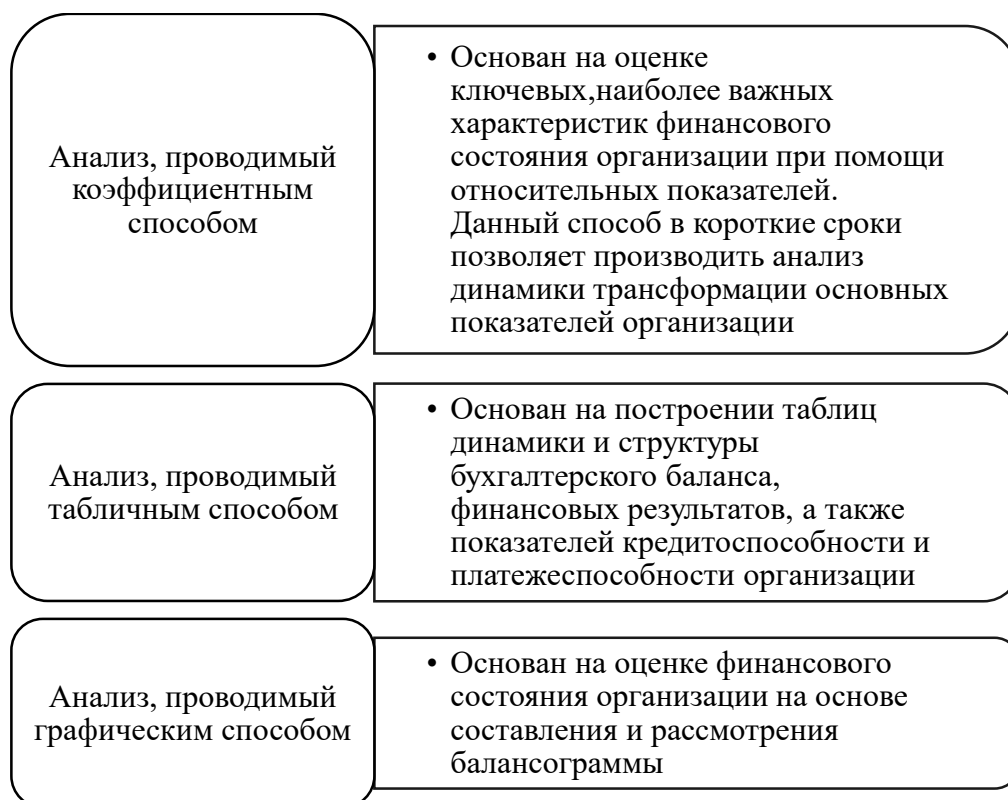 Анализ, проводимый
коэффициентным
способом
• Основан на оценке
ключевых,наиболее важных
характеристик финансового
состояния организации при помощи
относительных показателей.
Данный способ в короткие сроки
позволяет производить анализ
динамики трансформации основных
показателей организации
Анализ, проводимый
табличным способом
• Основан на построении таблиц
динамики и структуры
бухгалтерского баланса,
финансовых результатов, а также
показателей кредитоспособности и
платежеспособности организации
Анализ, проводимый
графическим способом
• Основан на оценке финансового
состояния организации на основе
составления и рассмотрения
балансограммы